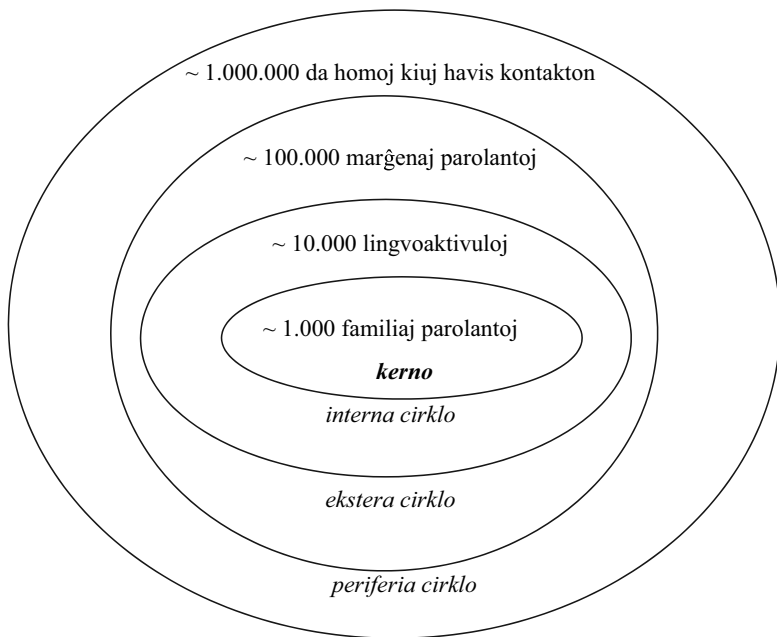 ~ 1.000.000 da homoj kiuj havis kontakton
~ 100.000 marĝenaj parolantoj
~ 10.000 lingvoaktivuloj
~ 1.000 familiaj parolantoj
kerno
interna cirklo
ekstera cirklo
periferia cirklo